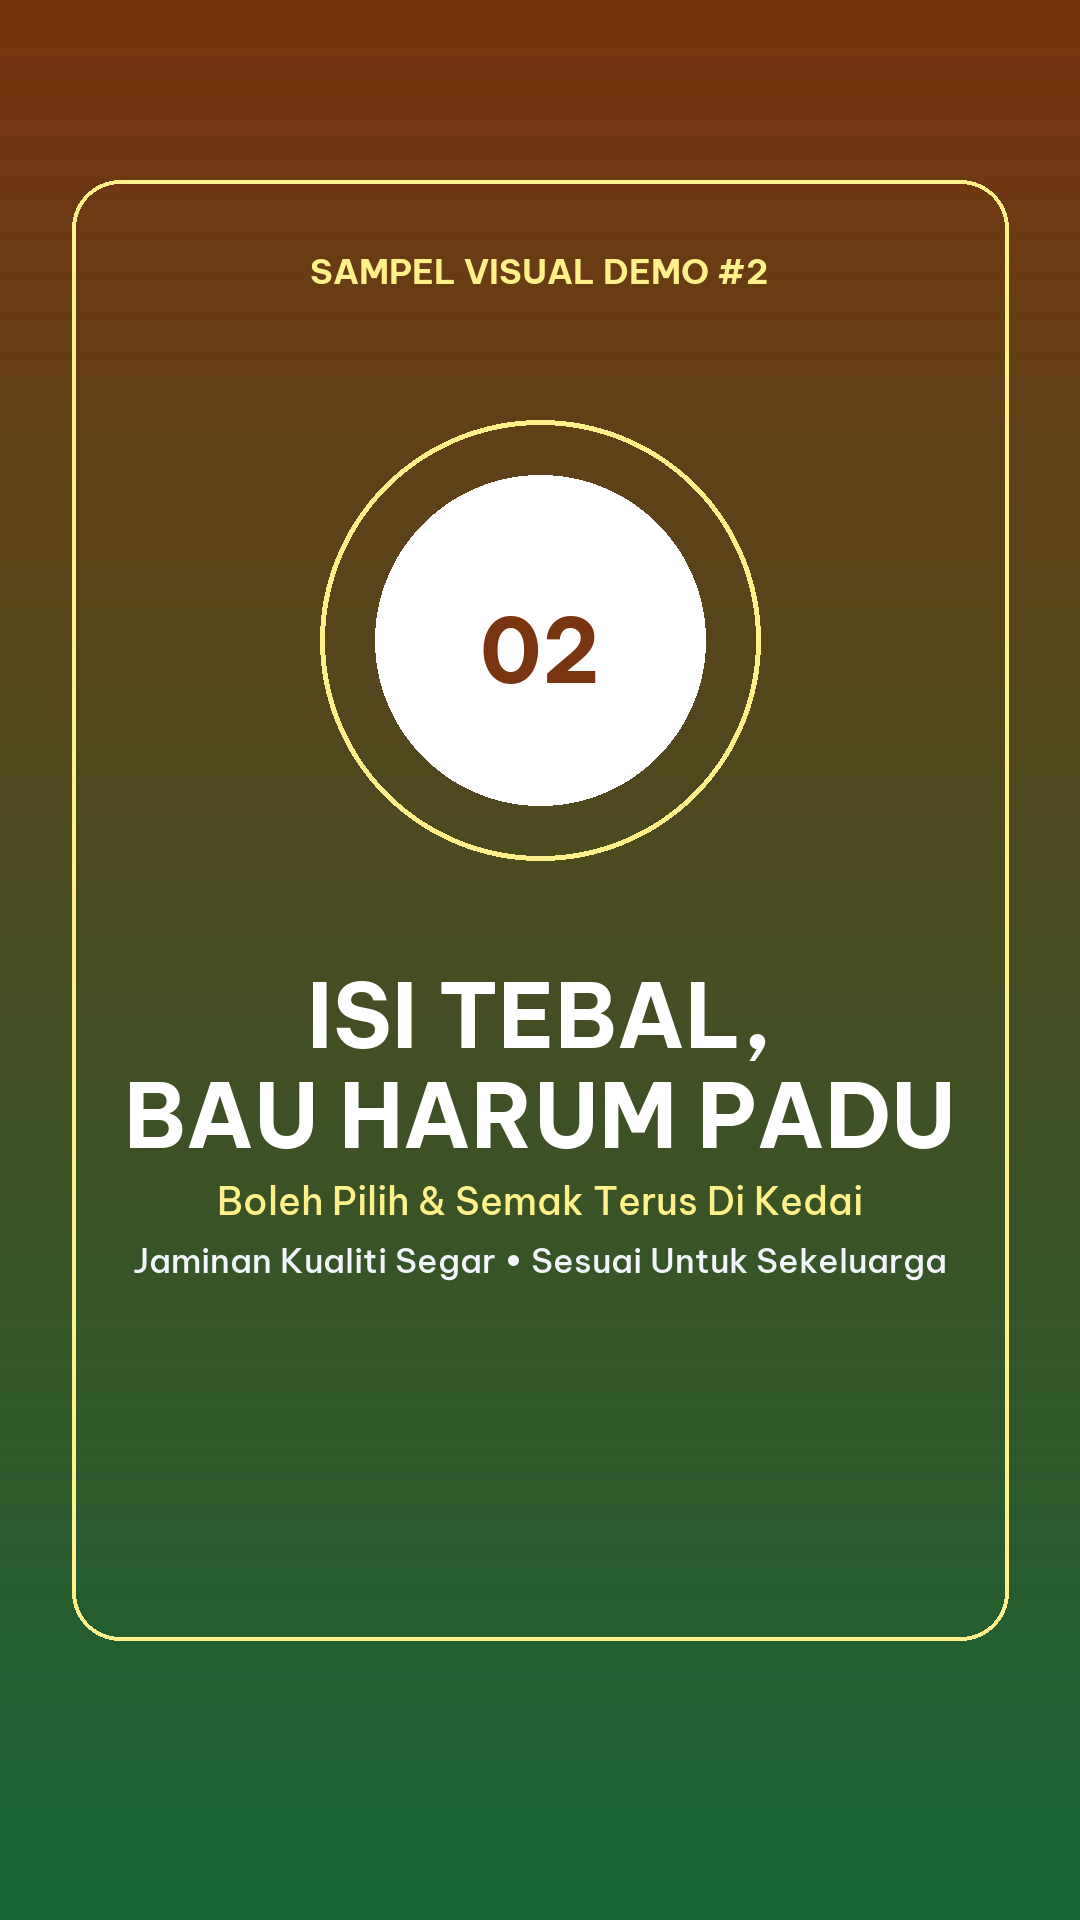 SAMPEL VISUAL DEMO #2
02
ISI TEBAL,
BAU HARUM PADU
Boleh Pilih & Semak Terus Di Kedai
Jaminan Kualiti Segar • Sesuai Untuk Sekeluarga